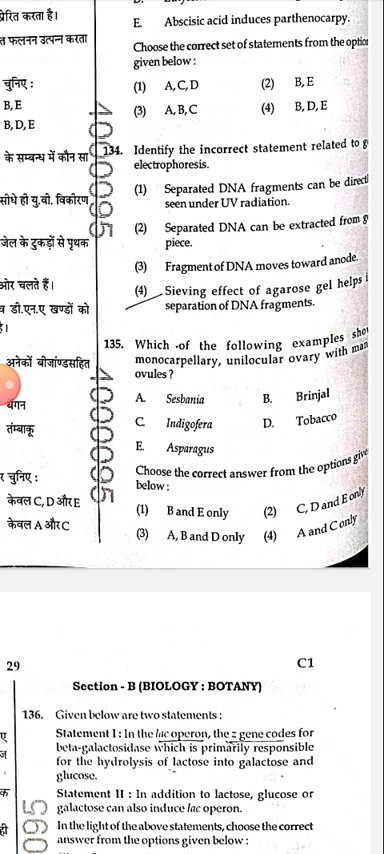 प्रेरित करता है।
त फलनन उत्पन्न करता
चुनिए :
B, E
B, D, E
के सम्बन्ध में कौन सा
सीधे ही यू.वी. विकीरण
जेल के टुकड़ों से पृथक
ओर चलते हैं।
व डी.एन.ए खण्डों को
है।
अनेकों बीजांण्डसहित
बैंगन
तंम्बाकू
र चुनिए :
केवल C, D और E
केवल A और C
4000095
4000095
E. Abscisic acid induces parthenocarpy.
Choose the correct set of statements from the option
given below :
(1) A, C, D (2) B, E
(3) A, B, C (4) B, D, E
134. Identify the incorrect statement related to
electrophoresis.
(1) Separated DNA fragments can be
seen under UV radiation.
(2) Separated DNA can be extracted from
piece.
(3) Fragment of DNA moves toward anode.
(4) Sieving effect of agarose gel helps
separation of DNA fragments.
135. Which of the following examples
monocarpellary, unilocular ovary with
ovules ?
A. Sesbania B. Brinjal
C. Indigofera D. Tobacco
E. Asparagus
Choose the correct answer from the options
below :
(1) B and E only (2) C, D and E only
(3) A, B and D only (4) A and C only
29 C1
Section - B (BIOLOGY : BOTANY)
136. Given below are two statements :
Statement I : In the lac operon, the z gene codes for
beta-galactosidase which is primarily responsible
for the hydrolysis of lactose into galactose and
glucose.
Statement II : In addition to lactose, glucose or
galactose can also induce lac operon.
In the light of the above statements, choose the correct
answer from the options given below :
ए
ज
क
ही
095